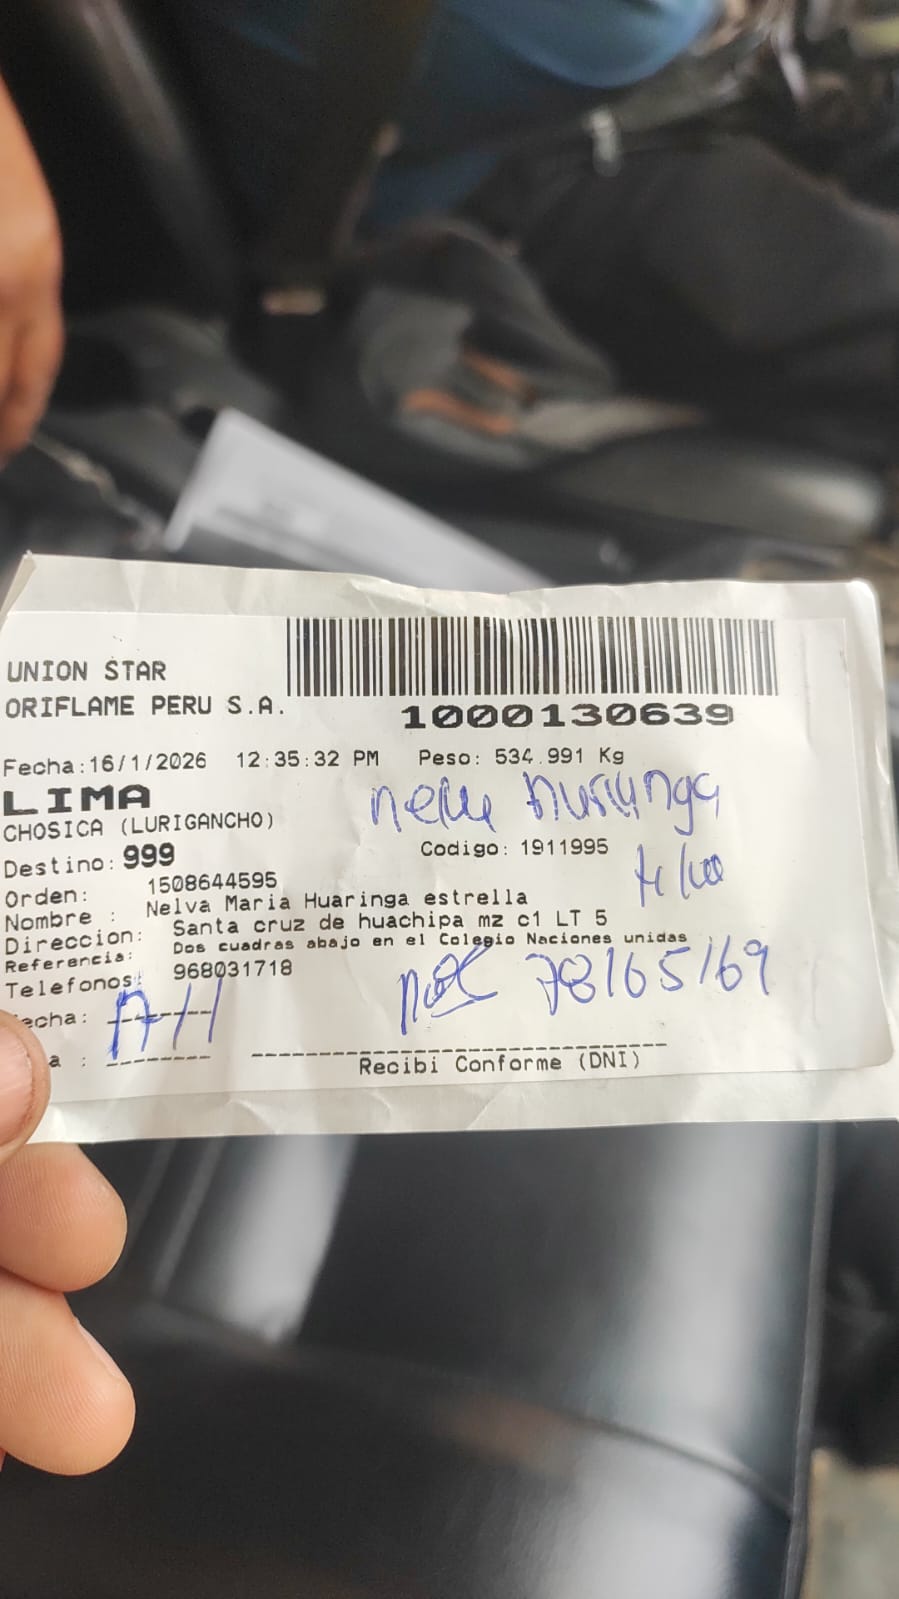 UNION STAR
ORIFLAME PERU S.A.
1000130639
Fecha:16/1/2026 12:35:32 PM Peso: 534.991 Kg
LIMA
CHOSICA (LURIGANCHO)
Destino: 999 Codigo: 1911995
Orden: 1508644595
Nombre : Nelva Maria Huaringa estrella
Direccion: Santa cruz de huachipa mz c1 LT 5
Referencia: Dos cuadras abajo en el Colegio Naciones unidas
Telefonos: 968031718
78165169
echa: --------
a : --------
Recibi Conforme (DNI)